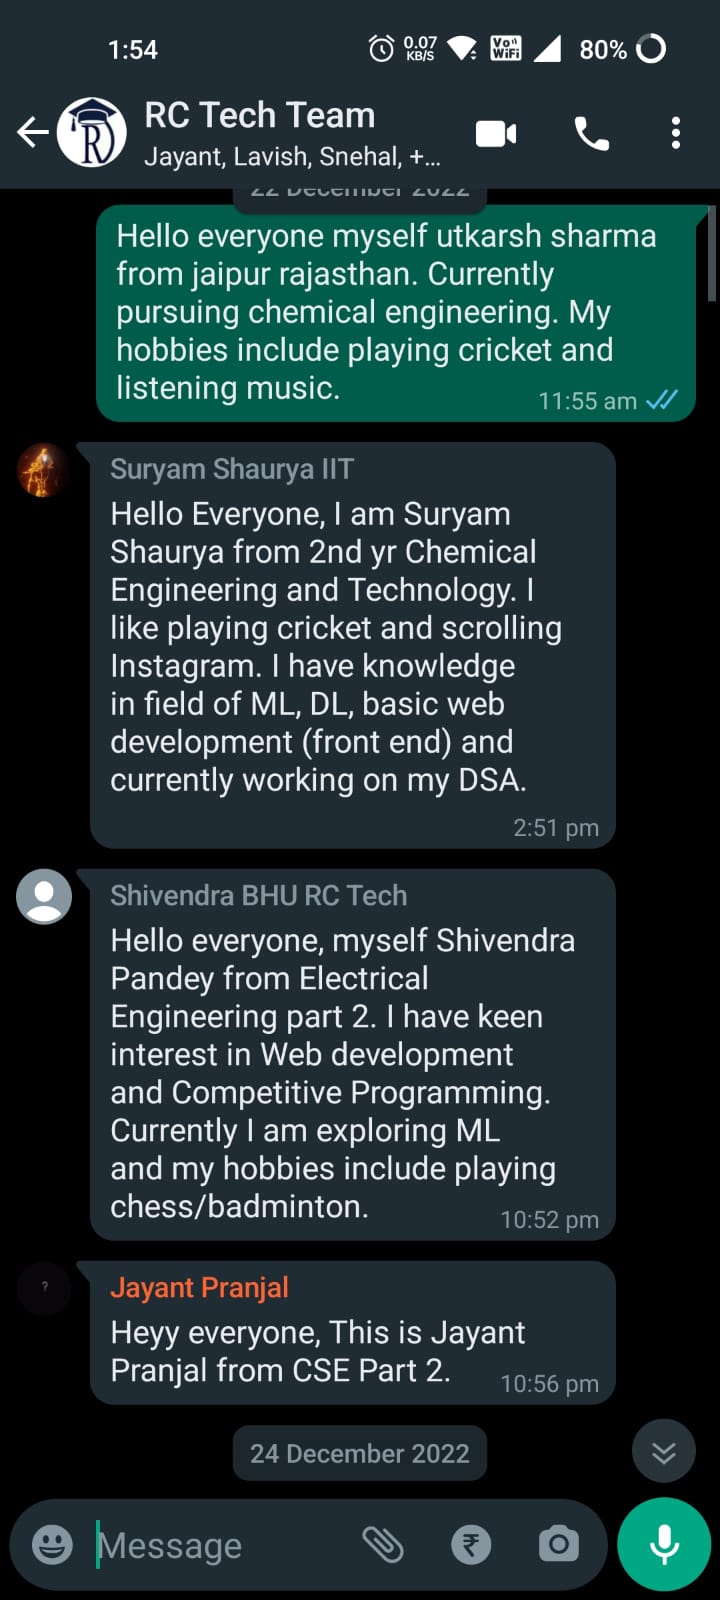 1:54
0.07
KB/S
Vo
WiFi
80%
R
RC Tech Team
Jayant, Lavish, Snehal, +...
22 December 2022
Hello everyone myself utkarsh sharma
from jaipur rajasthan. Currently
pursuing chemical engineering. My
hobbies include playing cricket and
listening music.
11:55 am
Suryam Shaurya IIT
Hello Everyone, I am Suryam
Shaurya from 2nd yr Chemical
Engineering and Technology. I
like playing cricket and scrolling
Instagram. I have knowledge
in field of ML, DL, basic web
development (front end) and
currently working on my DSA.
2:51 pm
Shivendra BHU RC Tech
Hello everyone, myself Shivendra
Pandey from Electrical
Engineering part 2. I have keen
interest in Web development
and Competitive Programming.
Currently I am exploring ML
and my hobbies include playing
chess/badminton.
10:52 pm
?
Jayant Pranjal
Heyy everyone, This is Jayant
Pranjal from CSE Part 2.
10:56 pm
24 December 2022
Message
₹